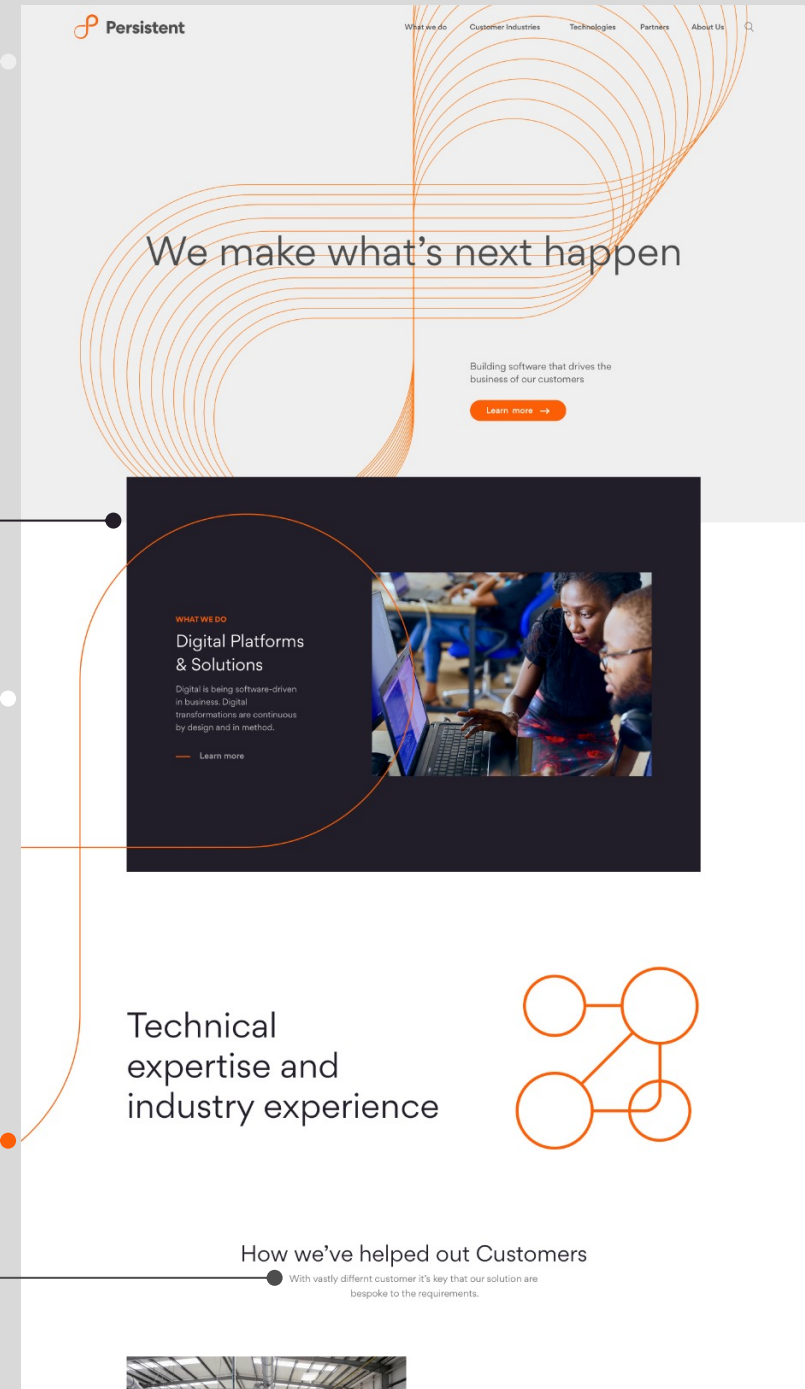 Persistent
What we do Customer Industries Technologies Partners About Us
We make what's next happen
Building software that drives the
business of our customers
Learn more →
WHAT WE DO
Digital Platforms
& Solutions
Digital is being software-driven
in business. Digital
transformations are continuous
by design and in method.
Learn more
Technical
expertise and
industry experience
How we've helped out Customers
With vastly differnt customer it's key that our solution are
bespoke to the requirements.